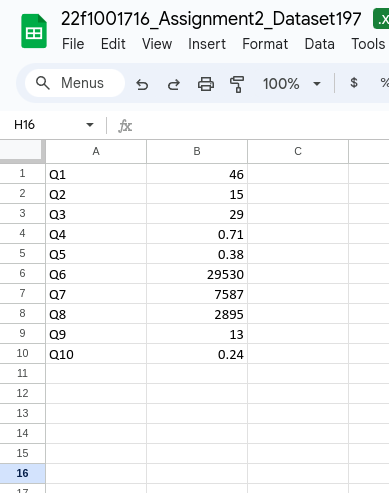 22f1001716_Assignment2_Dataset197 .X
File Edit View Insert Format Data Tools
Menus 100% $ %
H16 fx
A B C
1 Q1 46
2 Q2 15
3 Q3 29
4 Q4 0.71
5 Q5 0.38
6 Q6 29530
7 Q7 7587
8 Q8 2895
9 Q9 13
10 Q10 0.24
11
12
13
14
15
16
17